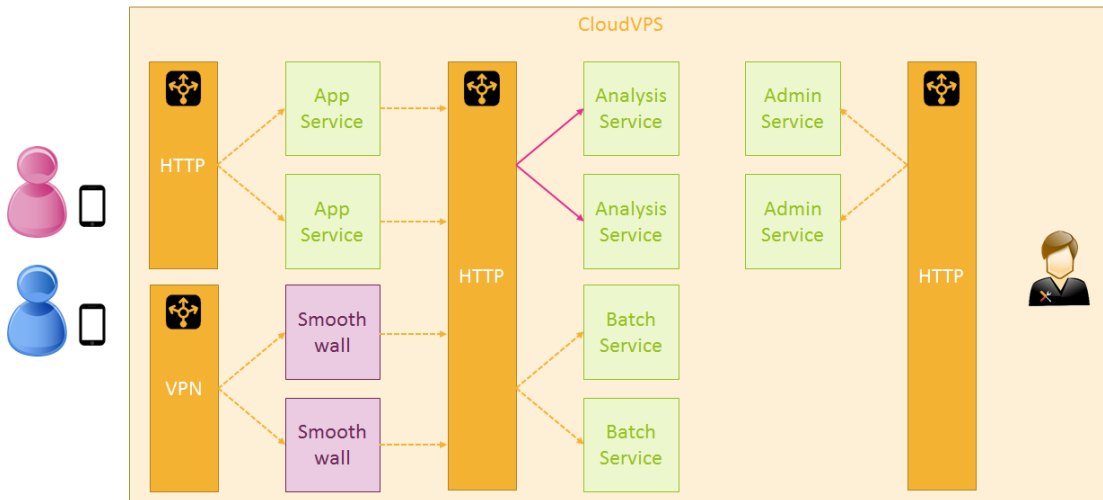 CloudVPS
HTTP
App
Service
App
Service
VPN
Smooth
wall
Smooth
wall
HTTP
Analysis
Service
Analysis
Service
Batch
Service
Batch
Service
Admin
Service
Admin
Service
HTTP